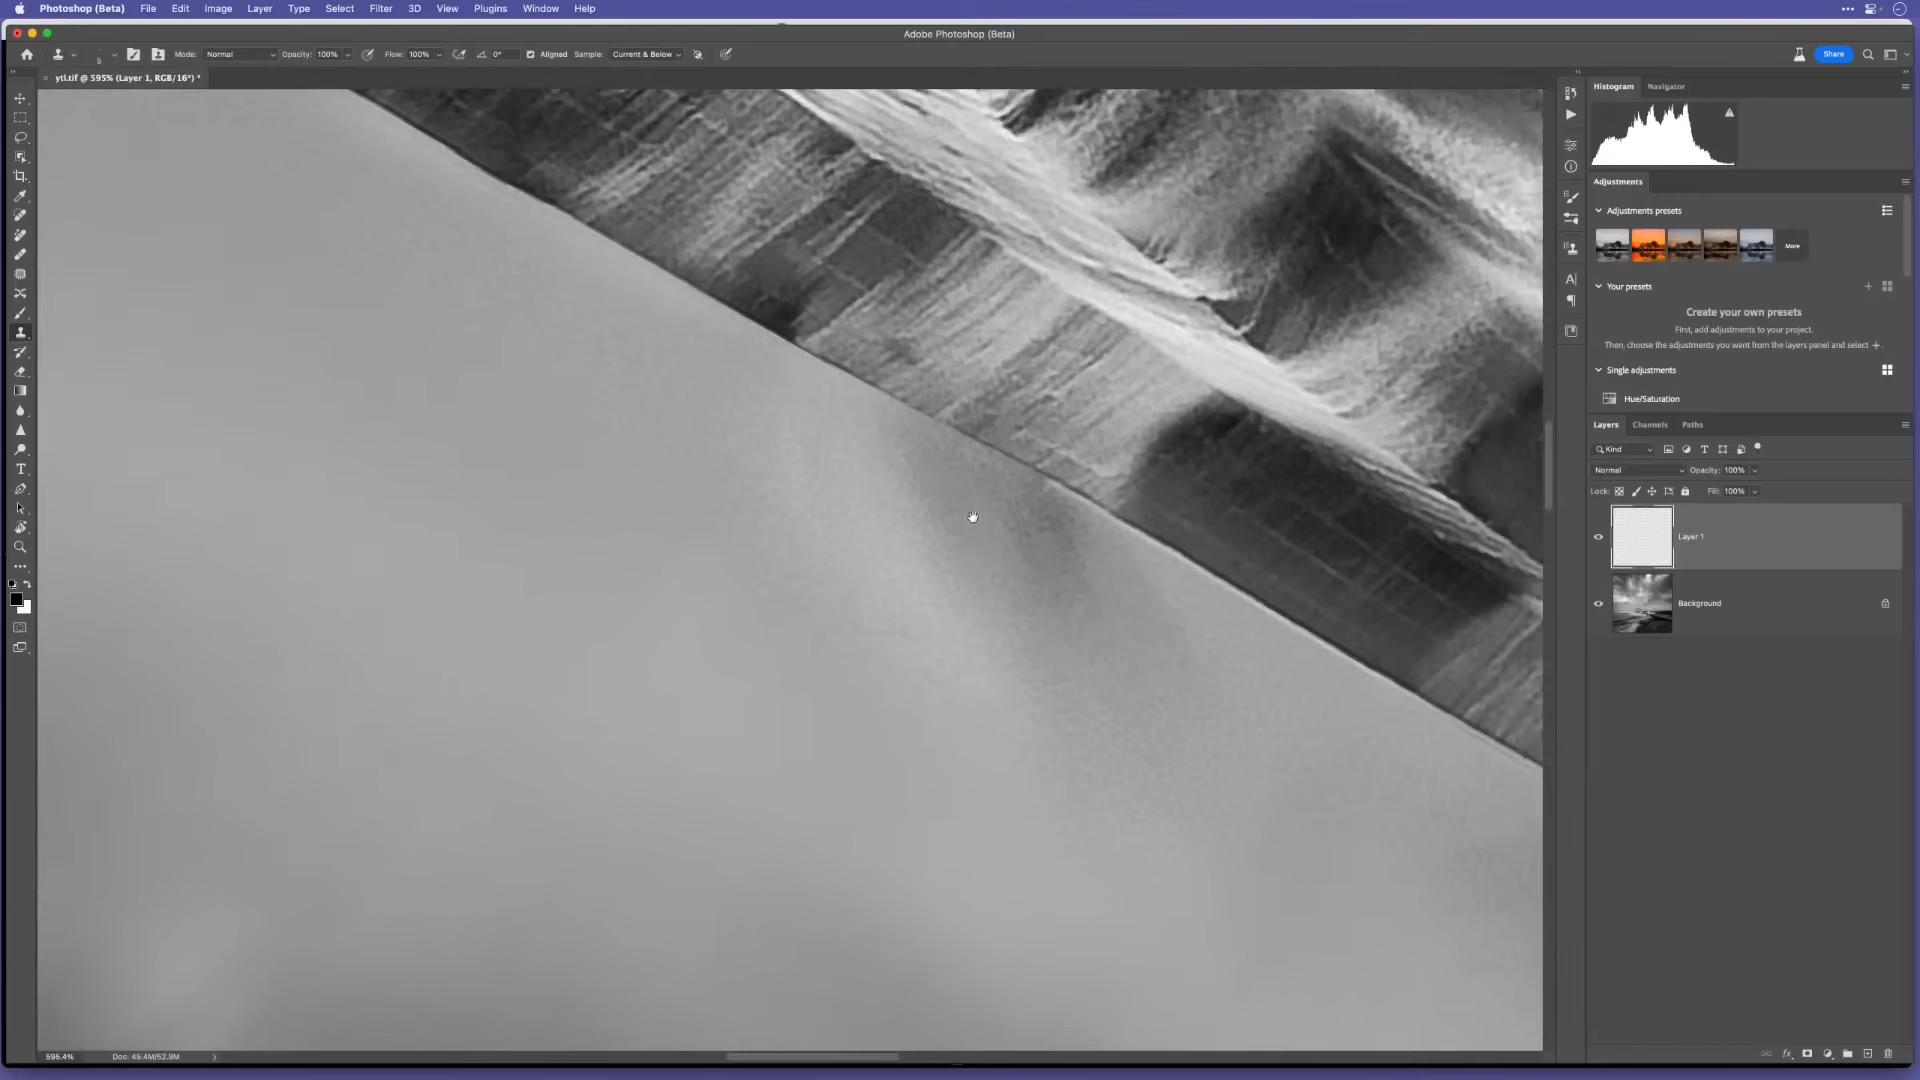 Photoshop (Beta) File Edit Image Layer Type Select Filter 3D View Plugins Window Help
Adobe Photoshop (Beta)
5 Mode: Normal Opacity: 100% Flow: 100% 0° Aligned Sample: Current & Below Share
ytl.tif @ 595% (Layer 1, RGB/16*) *
Histogram Navigator
Adjustments
Adjustments presets
More
Your presets
Create your own presets
First, add adjustments to your project.
Then, choose the adjustments you want from the layers panel and select +.
Single adjustments
Hue/Saturation
Layers Channels Paths
Kind
Normal Opacity: 100%
Lock: Fill: 100%
Layer 1
Background
595.4% Doc: 45.4M/52.9M